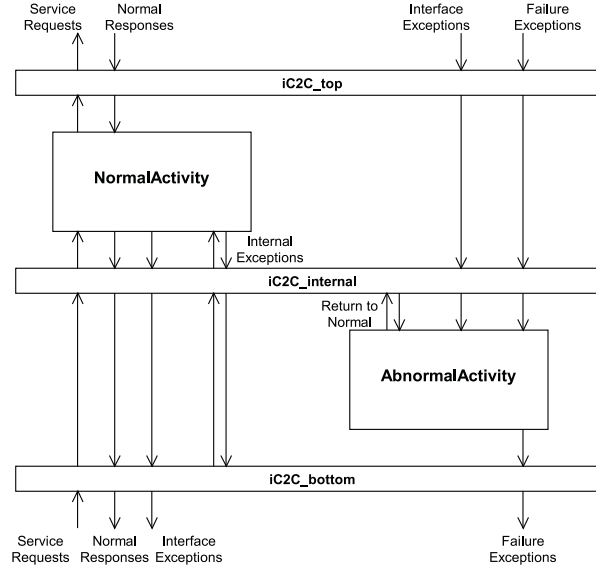 Service
Requests
Normal
Responses
Interface
Exceptions
Failure
Exceptions
iC2C_top
NormalActivity
Internal
Exceptions
iC2C_internal
Return to
Normal
AbnormalActivity
iC2C_bottom
Service
Requests
Normal
Responses
Interface
Exceptions
Failure
Exceptions